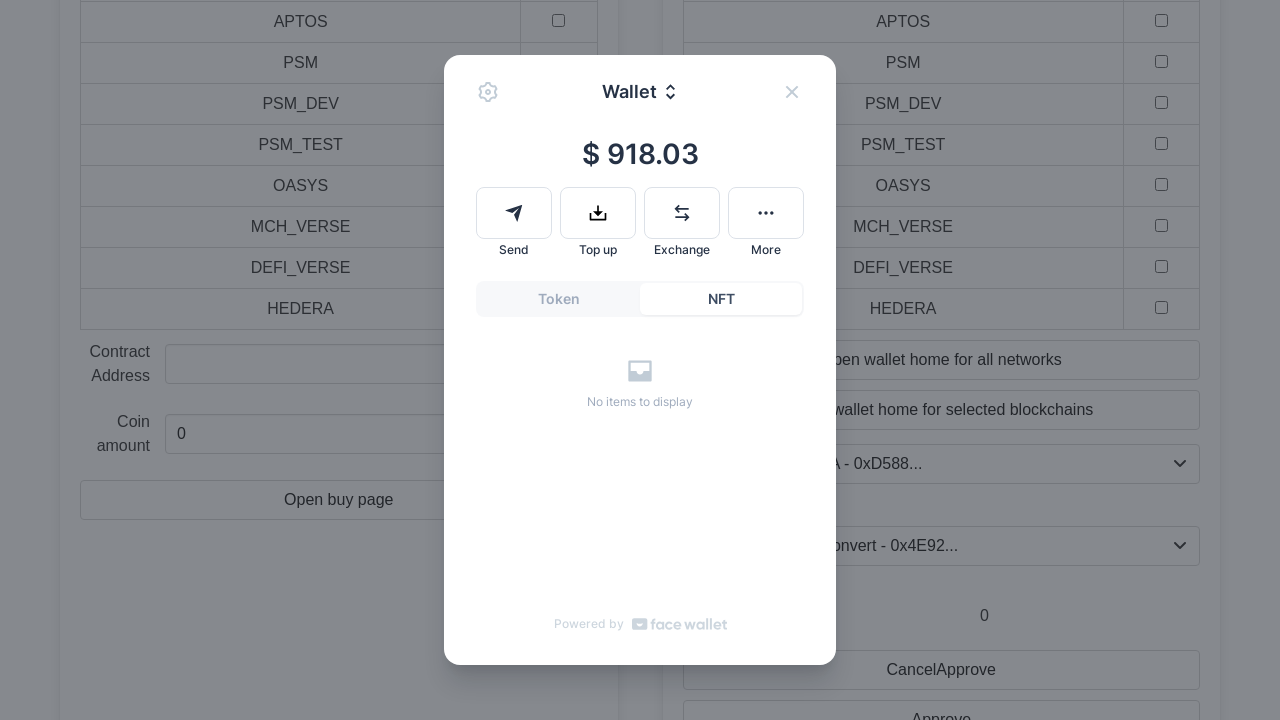 APTOS
APTOS
PSM
PSM
PSM_DEV
PSM_DEV
PSM_TEST
PSM_TEST
OASYS
OASYS
MCH_VERSE
MCH_VERSE
DEFI_VERSE
DEFI_VERSE
HEDERA
HEDERA
Contract
Address
Coin
amount
0
Open buy page
Wallet
$ 918.03
Send
Top up
Exchange
More
Token
NFT
No items to display
Powered by face wallet
wallet home for all networks
wallet home for selected blockchains
- 0xD588...
- 0x4E92...
0
CancelApprove
Approve